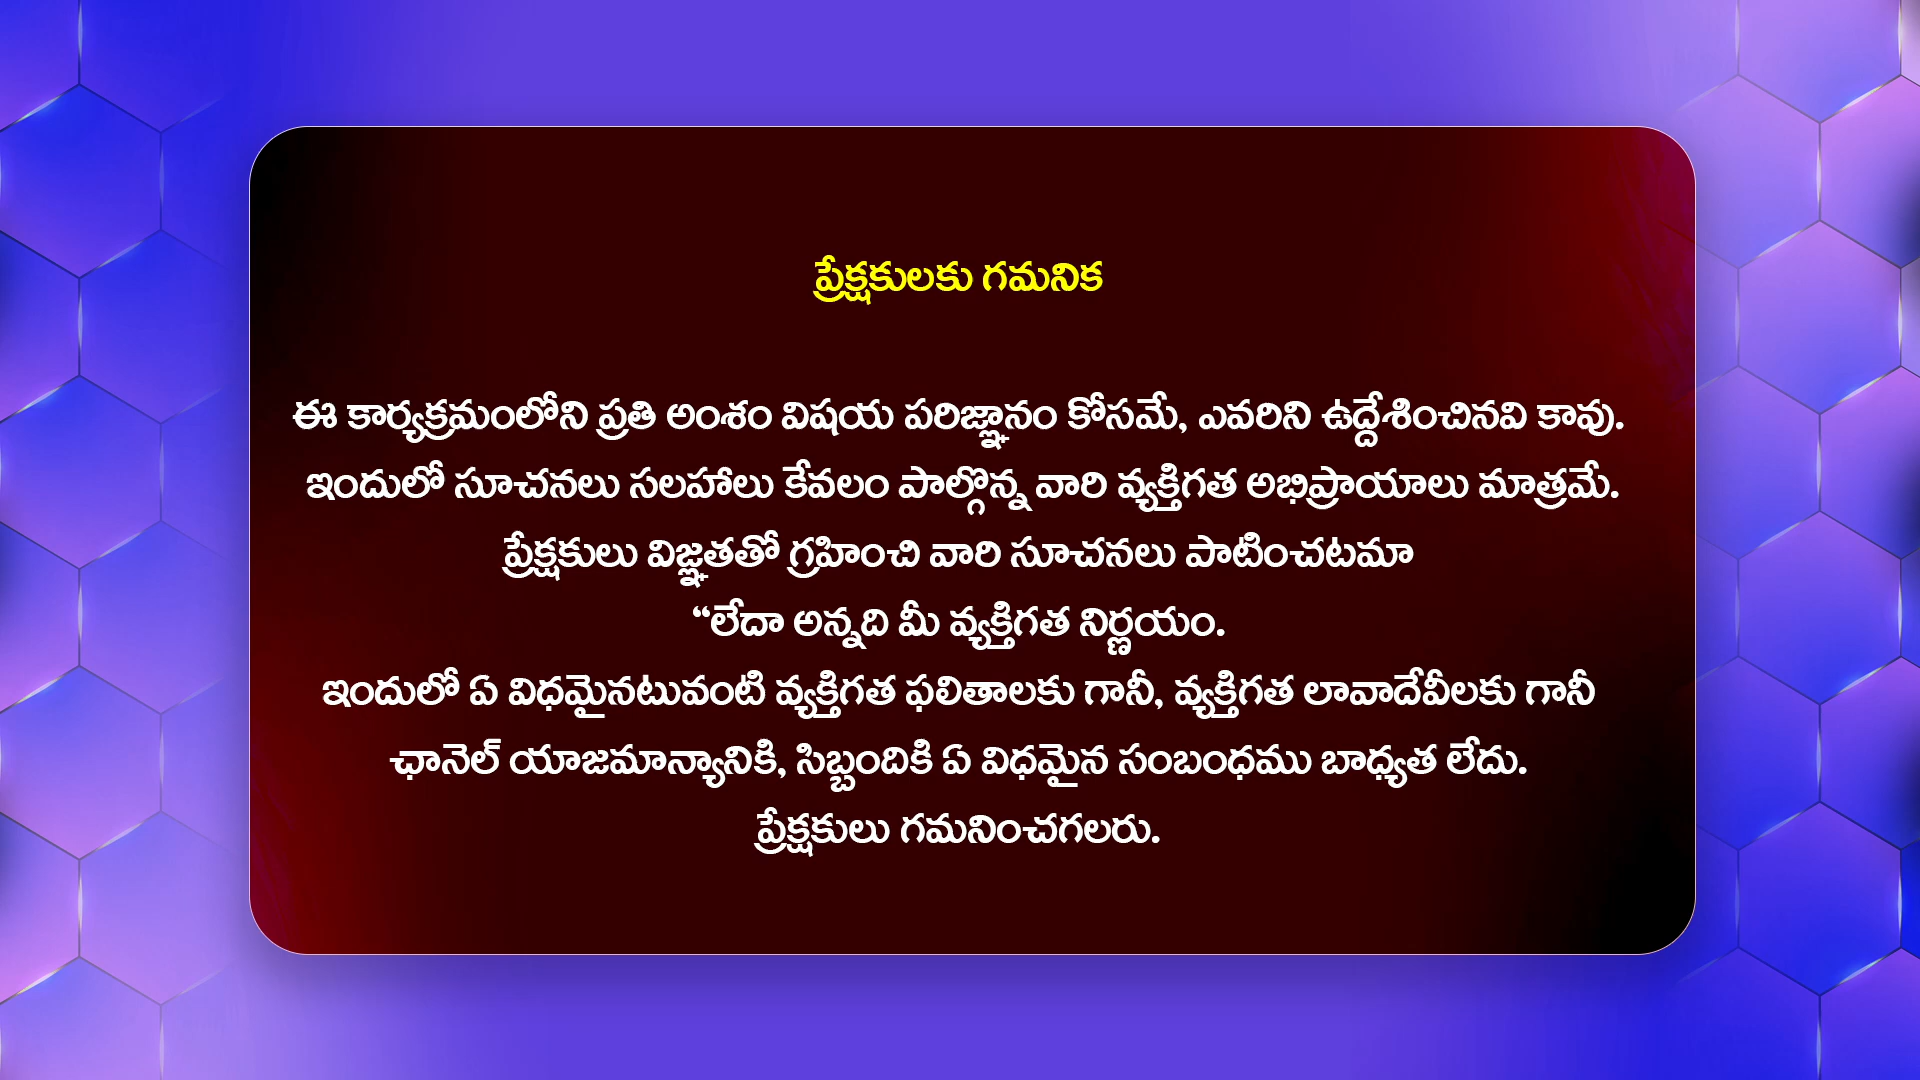 ప్రేక్షకులకు గమనిక
ఈ కార్యక్రమంలోని ప్రతి అంశం విషయ పరిజ్ఞానం కోసమే, ఎవరిని ఉద్దేశించినవి కావు.
ఇందులో సూచనలు సలహాలు కేవలం పాల్గొన్న వారి వ్యక్తిగత అభిప్రాయాలు మాత్రమే.
ప్రేక్షకులు విజ్ఞతతో గ్రహించి వారి సూచనలు పాటించటమా
“లేదా అన్నది మీ వ్యక్తిగత నిర్ణయం.
ఇందులో ఏ విధమైనటువంటి వ్యక్తిగత ఫలితాలకు గానీ, వ్యక్తిగత లావాదేవీలకు గానీ
ఛానెల్ యాజమాన్యానికి, సిబ్బందికి ఏ విధమైన సంబంధము బాధ్యత లేదు.
ప్రేక్షకులు గమనించగలరు.